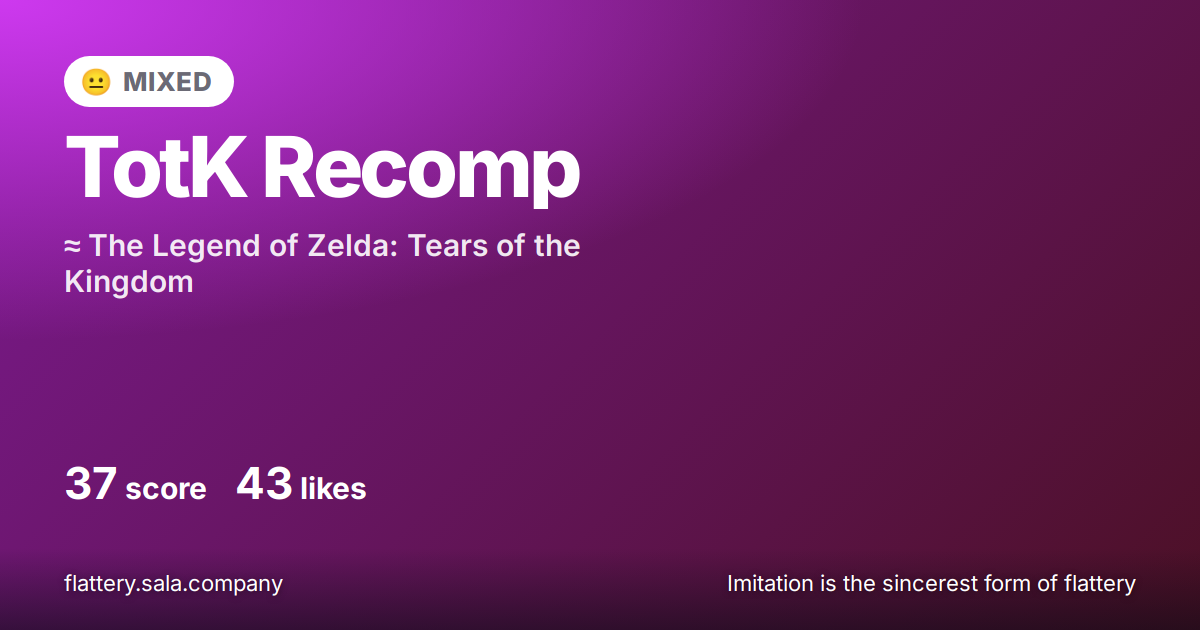 😐 MIXED
TotK Recomp
≈ The Legend of Zelda: Tears of the
Kingdom
37 score 43 likes
flattery.sala.company
Imitation is the sincerest form of flattery